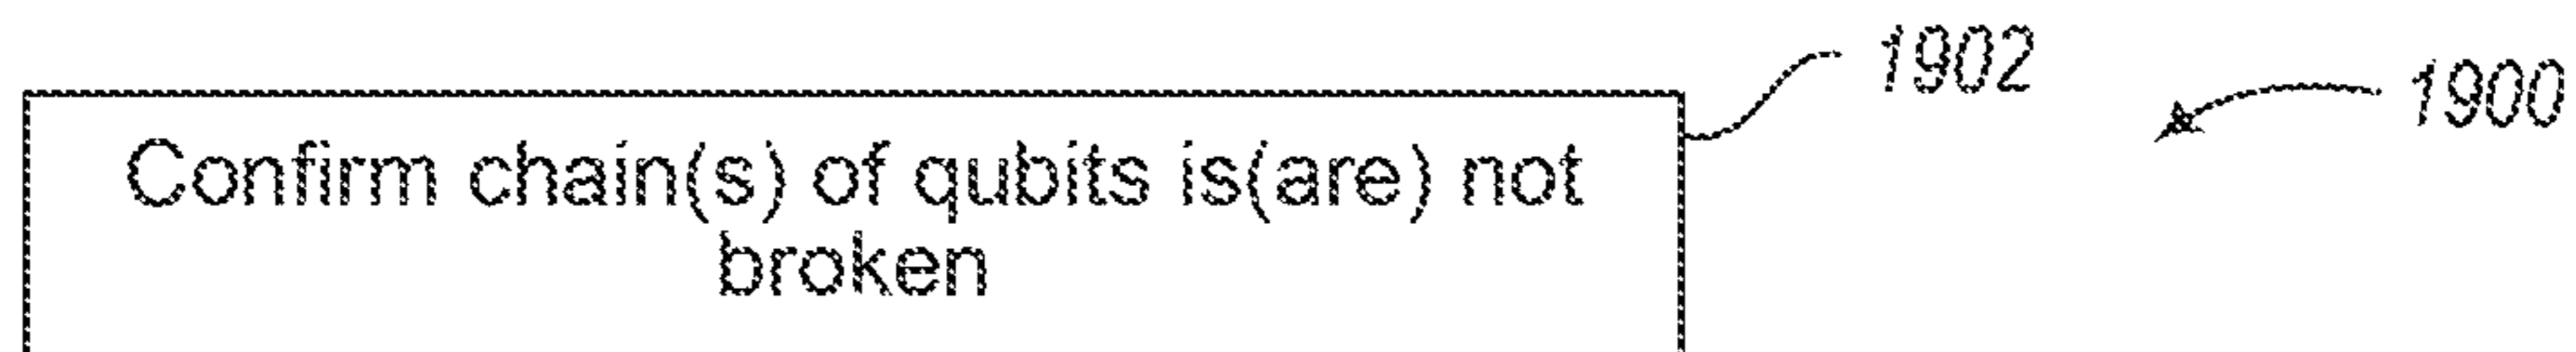 1902
1900
Confirm chain(s) of qubits is(are) not
broken